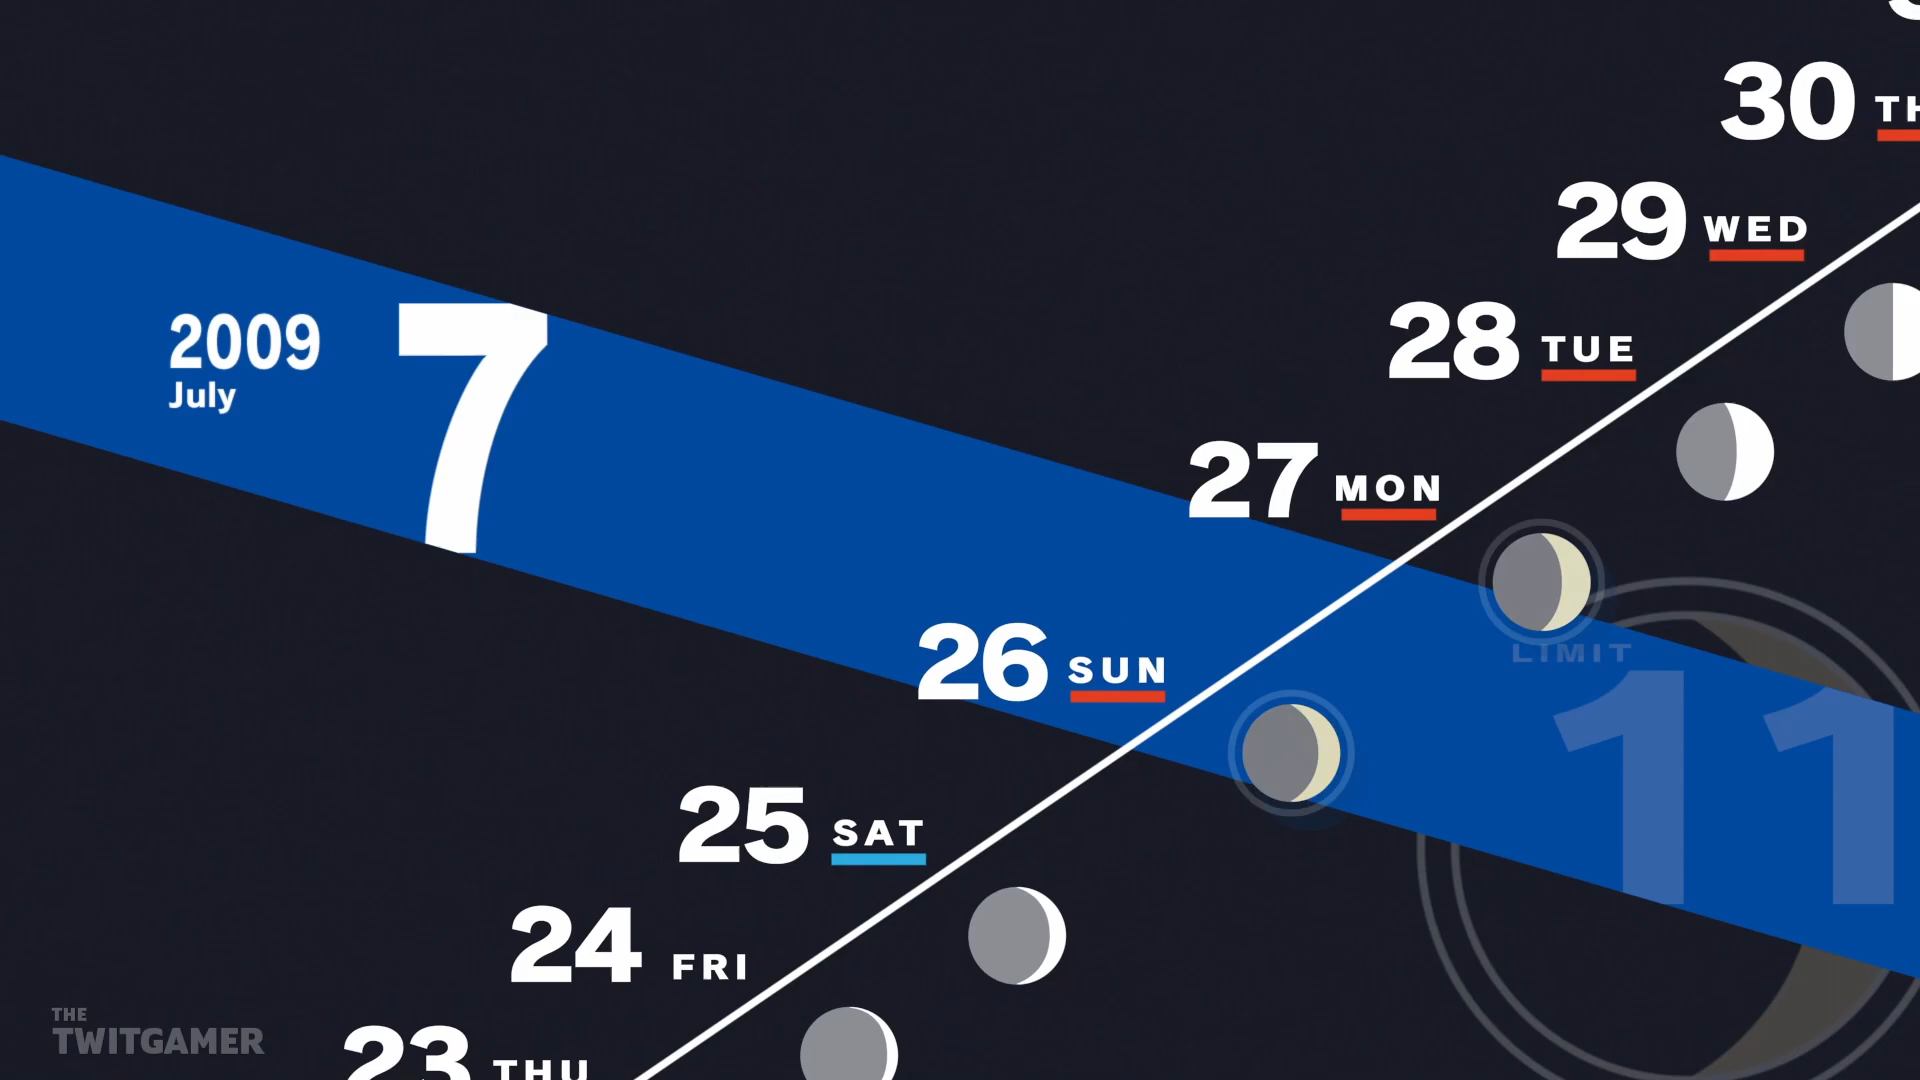 30
29 WED
28 TUE
2009
July
7
27 MON
26 SUN
LIMIT
11
25 SAT
24 FRI
23 THU
THE
TWITGAMER